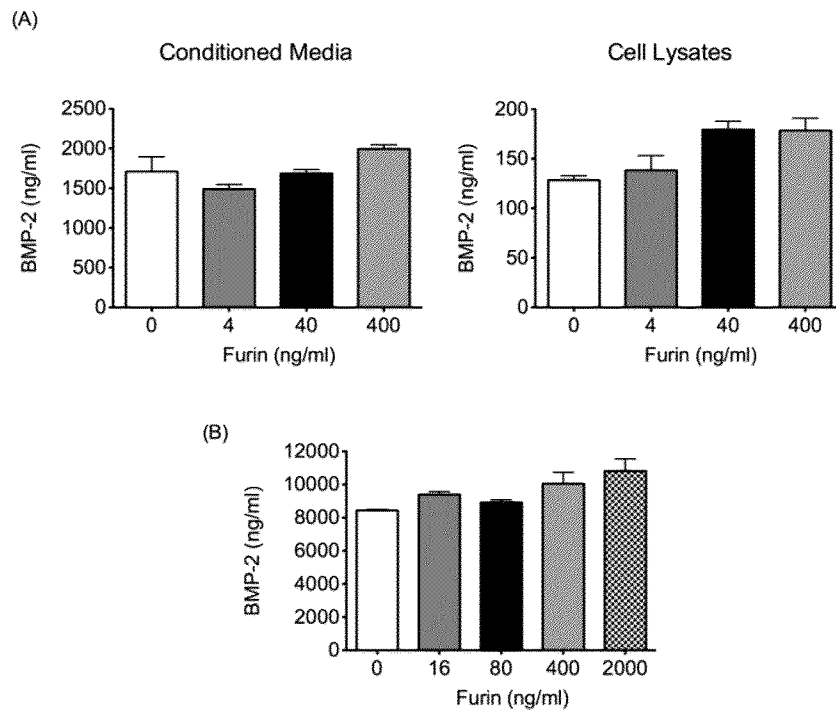 (A)
Conditioned Media
BMP-2 (ng/ml)
2500
2000
1500
1000
500
0
0 4 40 400
Furin (ng/ml)
Cell Lysates
BMP-2 (ng/ml)
200
150
100
50
0
0 4 40 400
Furin (ng/ml)
(B)
BMP-2 (ng/ml)
12000
10000
8000
6000
4000
2000
0
0 16 80 400 2000
Furin (ng/ml)